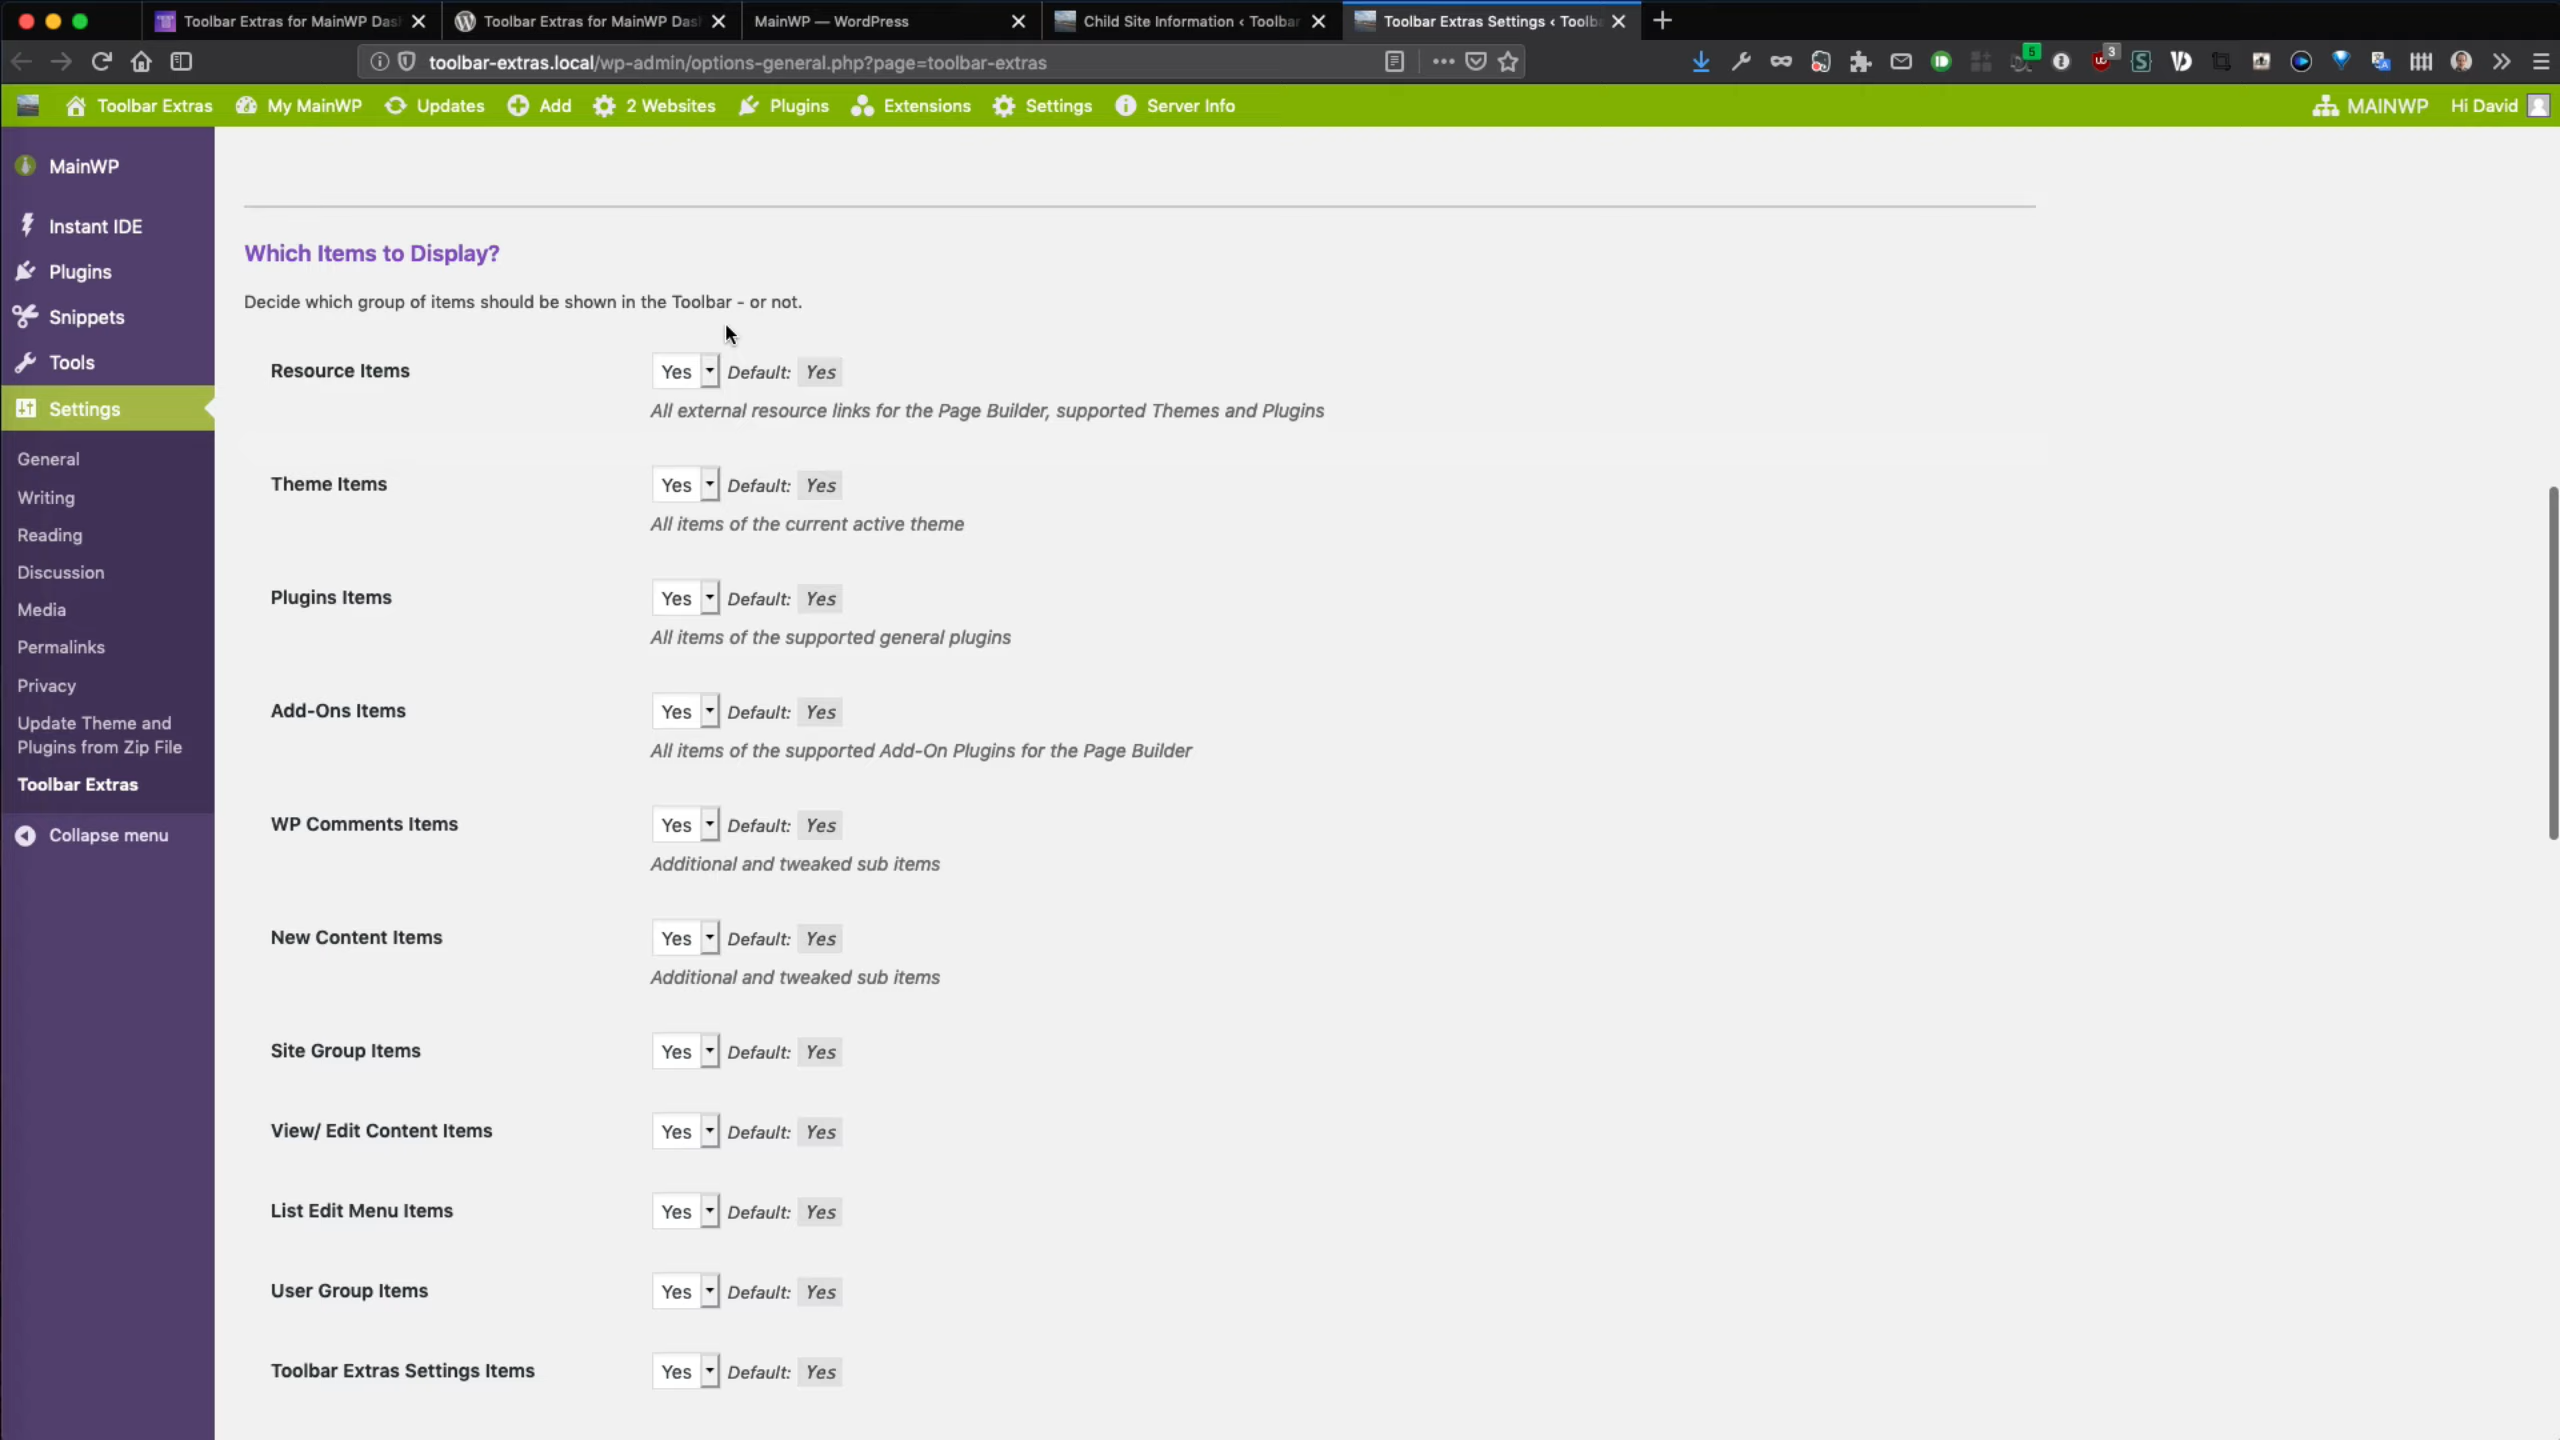 Toolbar Extras for MainWP Das
Toolbar Extras for MainWP Das
MainWP — WordPress
Child Site Information ‹ Toolbar
Toolbar Extras Settings ‹ Toolb
toolbar-extras.local/wp-admin/options-general.php?page=toolbar-extras
5
3
Toolbar Extras
My MainWP
Updates
Add
2 Websites
Plugins
Extensions
Settings
Server Info
MAINWP
Hi David
MainWP
Instant IDE
Plugins
Snippets
Tools
Settings
General
Writing
Reading
Discussion
Media
Permalinks
Privacy
Update Theme and
Plugins from Zip File
Toolbar Extras
Collapse menu
Which Items to Display?
Decide which group of items should be shown in the Toolbar - or not.
Resource Items
Yes Default: Yes
All external resource links for the Page Builder, supported Themes and Plugins
Theme Items
Yes Default: Yes
All items of the current active theme
Plugins Items
Yes Default: Yes
All items of the supported general plugins
Add-Ons Items
Yes Default: Yes
All items of the supported Add-On Plugins for the Page Builder
WP Comments Items
Yes Default: Yes
Additional and tweaked sub items
New Content Items
Yes Default: Yes
Additional and tweaked sub items
Site Group Items
Yes Default: Yes
View/ Edit Content Items
Yes Default: Yes
List Edit Menu Items
Yes Default: Yes
User Group Items
Yes Default: Yes
Toolbar Extras Settings Items
Yes Default: Yes